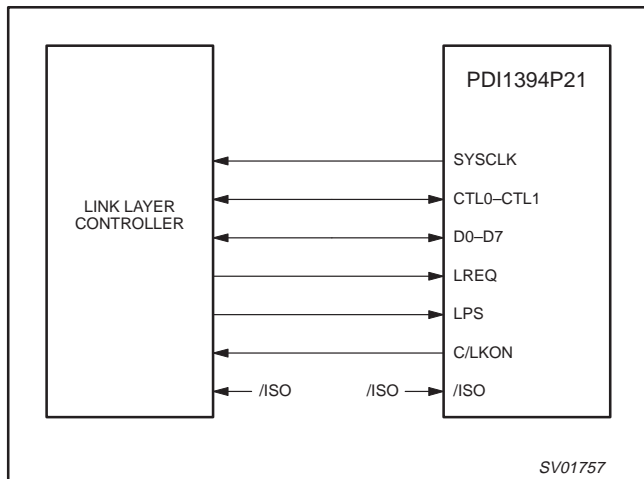 PDI1394P21
SYSCLK
LINK LAYER
CONTROLLER
CTL0–CTL1
D0–D7
LREQ
LPS
C/LKON
/ISO /ISO /ISO
SV01757